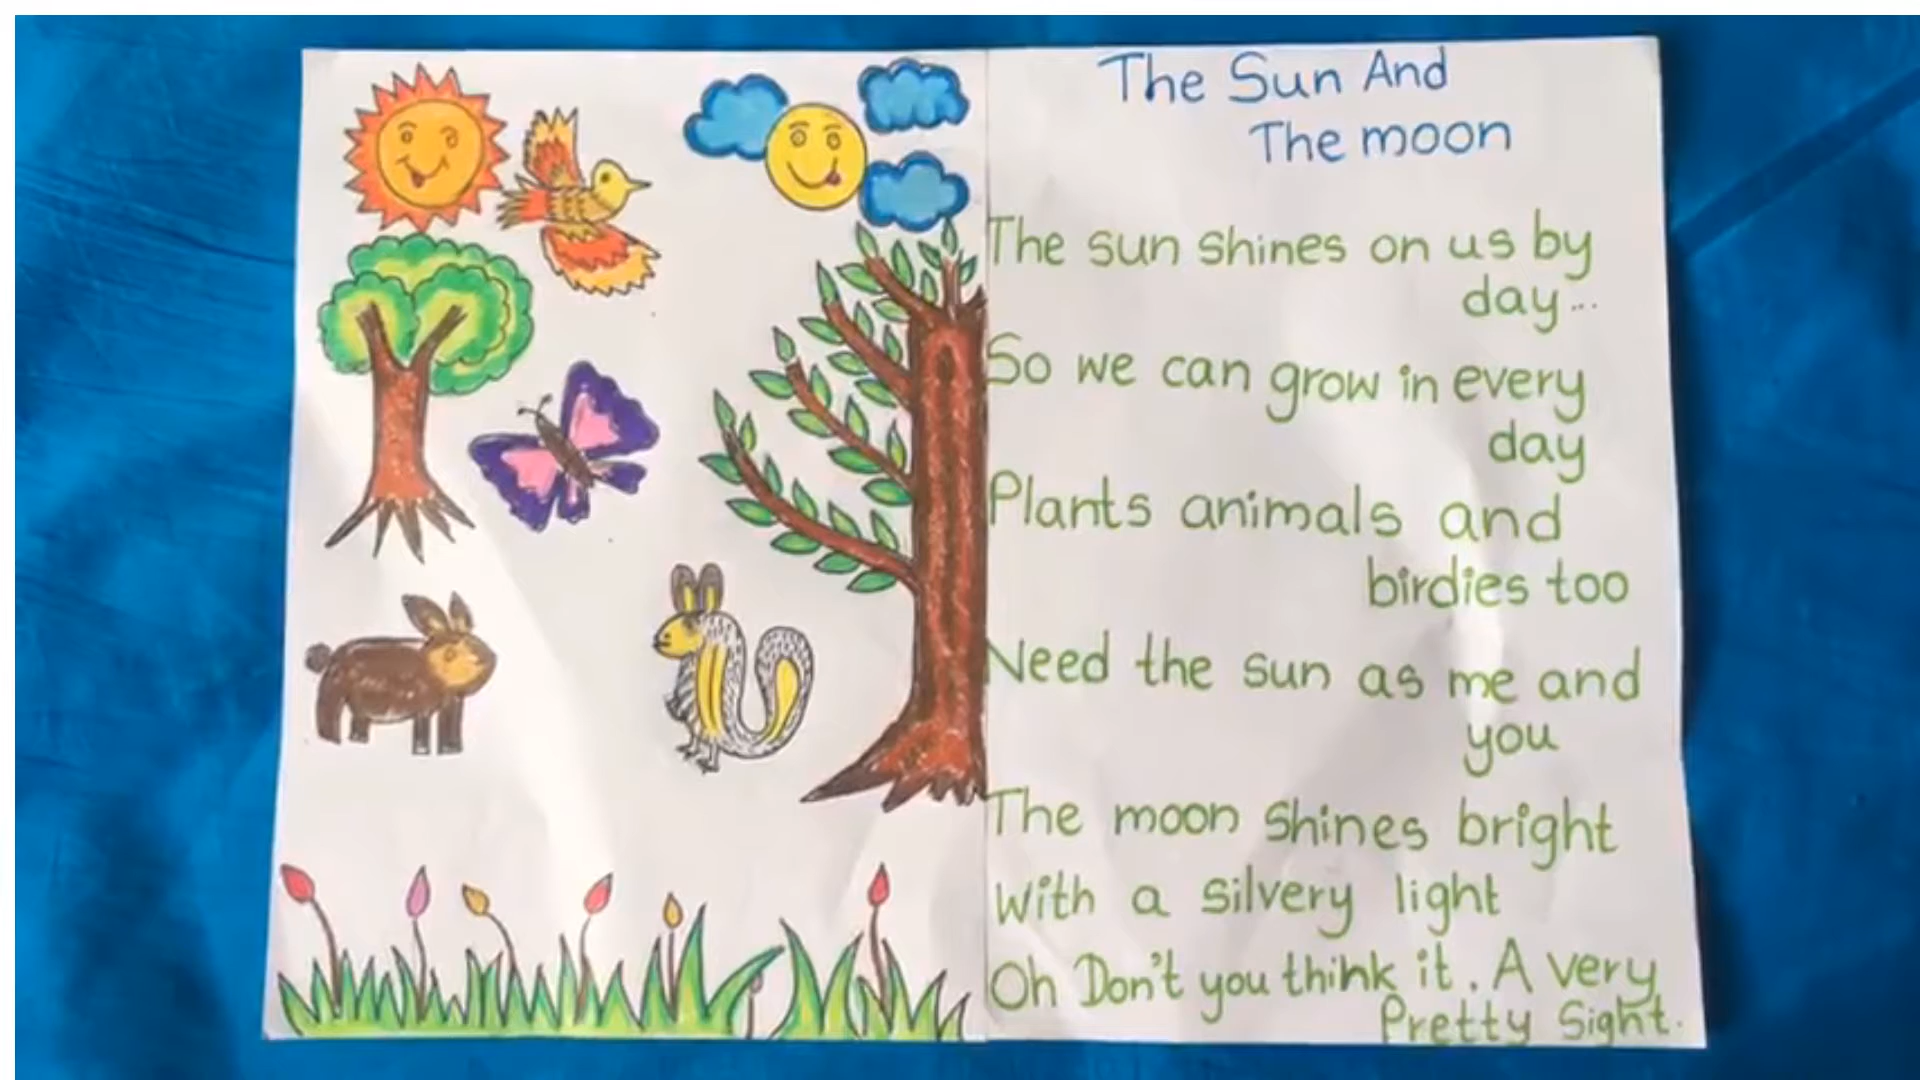 The Sun And
The moon
The sun shines on us by
day...
So we can grow in every
day
Plants animals and
birdies too
Need the sun as me and
you
The moon shines bright
With a silvery light
Oh Don't you think it. A very
Pretty Sight.